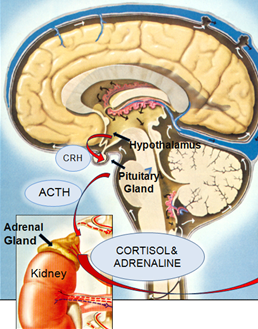 Hypothalamus
CRH
Pituitary
Gland
ACTH
Adrenal
Gland
CORTISOL&
ADRENALINE
Kidney